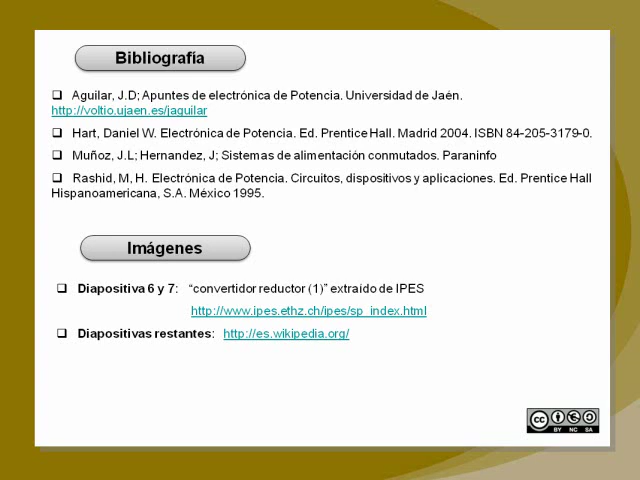 Bibliografía
❑ Aguilar, J.D; Apuntes de electrónica de Potencia. Universidad de Jaén.
http://voltio.ujaen.es/jaguilar
❑ Hart, Daniel W. Electrónica de Potencia. Ed. Prentice Hall. Madrid 2004. ISBN 84-205-3179-0.
❑ Muñoz, J.L; Hernandez, J; Sistemas de alimentación conmutados. Paraninfo
❑ Rashid, M, H. Electrónica de Potencia. Circuitos, dispositivos y aplicaciones. Ed. Prentice Hall
Hispanoamericana, S.A. México 1995.
Imágenes
❑ Diapositiva 6 y 7: “convertidor reductor (1)” extraído de IPES
http://www.ipes.ethz.ch/ipes/sp_index.html
❑ Diapositivas restantes: http://es.wikipedia.org/
cc BY NC SA